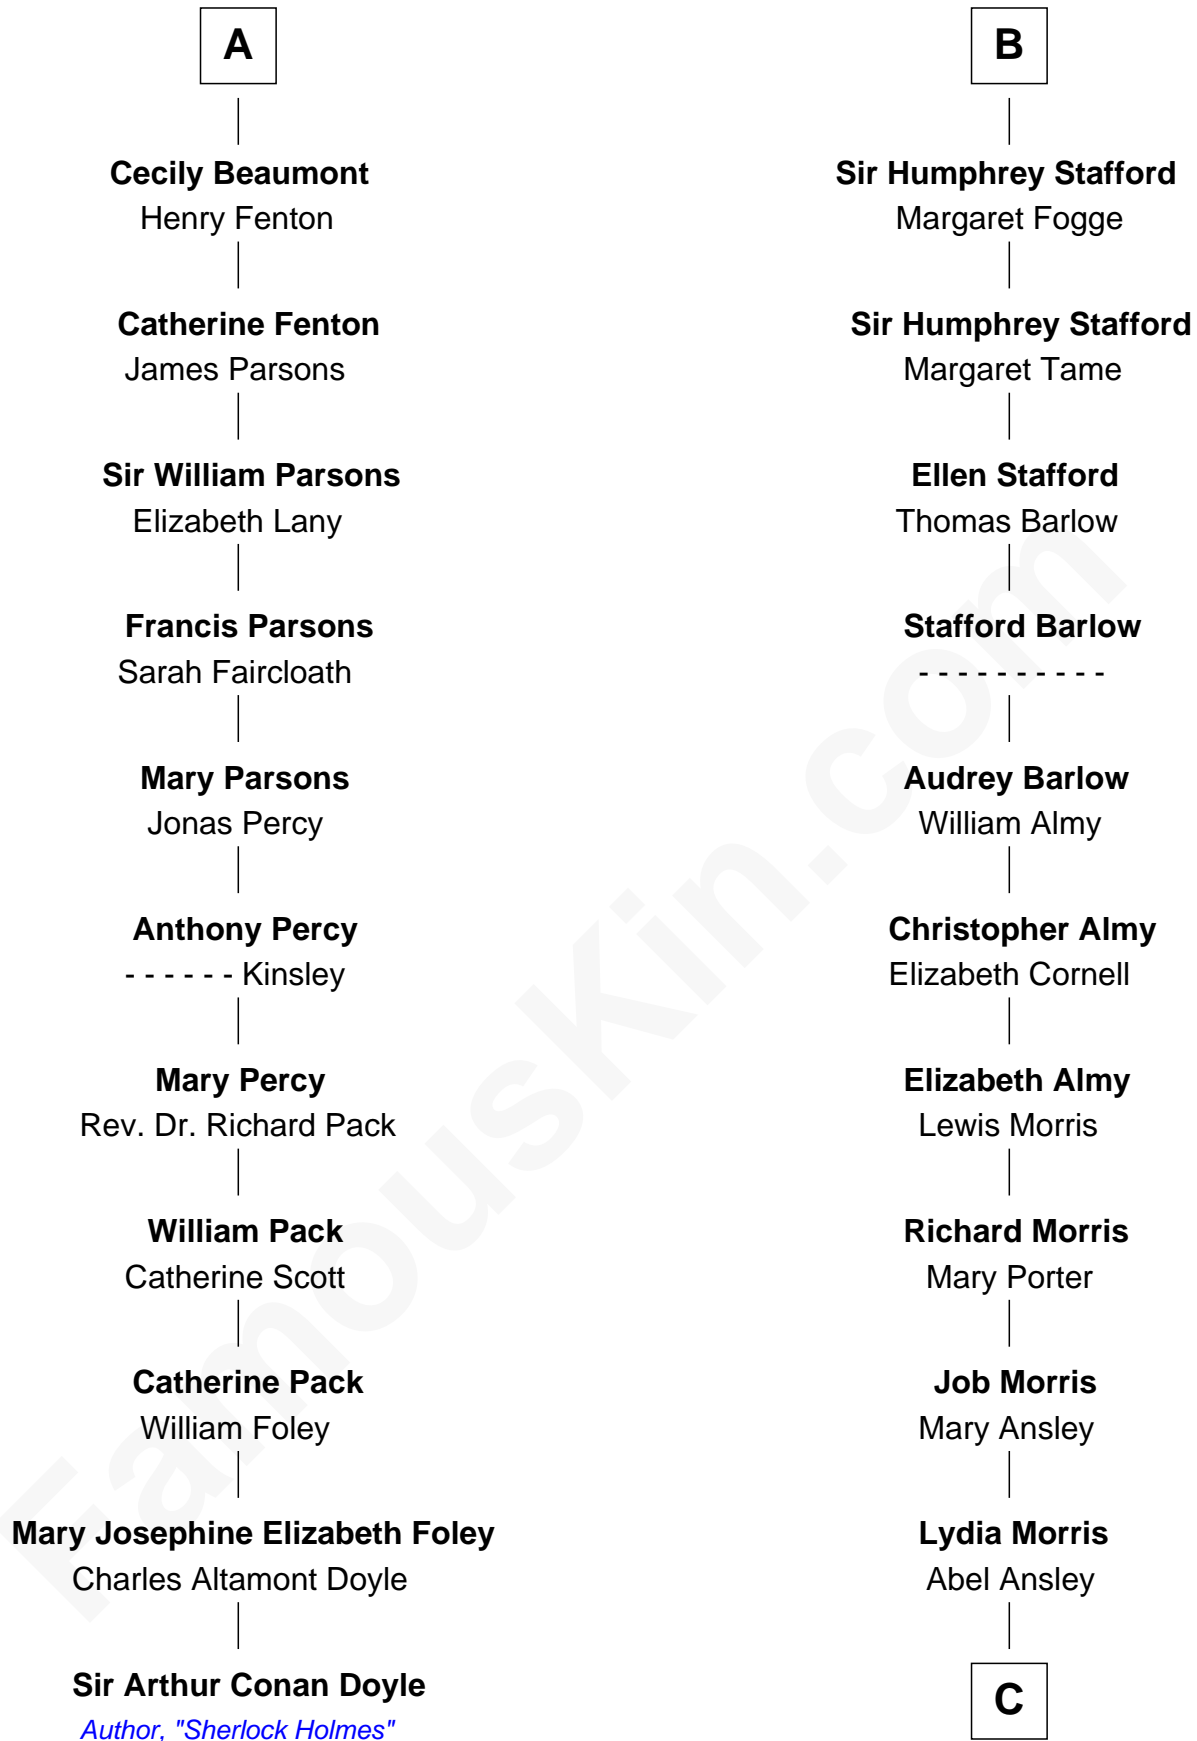 A
Cecily Beaumont
Henry Fenton
Catherine Fenton
James Parsons
Sir William Parsons
Elizabeth Lany
Francis Parsons
Sarah Faircloath
Mary Parsons
Jonas Percy
Anthony Percy
- - - - - - Kinsley
Mary Percy
Rev. Dr. Richard Pack
William Pack
Catherine Scott
Catherine Pack
William Foley
Mary Josephine Elizabeth Foley
Charles Altamont Doyle
Sir Arthur Conan Doyle
Author, "Sherlock Holmes"
B
Sir Humphrey Stafford
Margaret Fogge
Sir Humphrey Stafford
Margaret Tame
Ellen Stafford
Thomas Barlow
Stafford Barlow
- - - - - - - - - -
Audrey Barlow
William Almy
Christopher Almy
Elizabeth Cornell
Elizabeth Almy
Lewis Morris
Richard Morris
Mary Porter
Job Morris
Mary Ansley
Lydia Morris
Abel Ansley
C
FamousKin.com